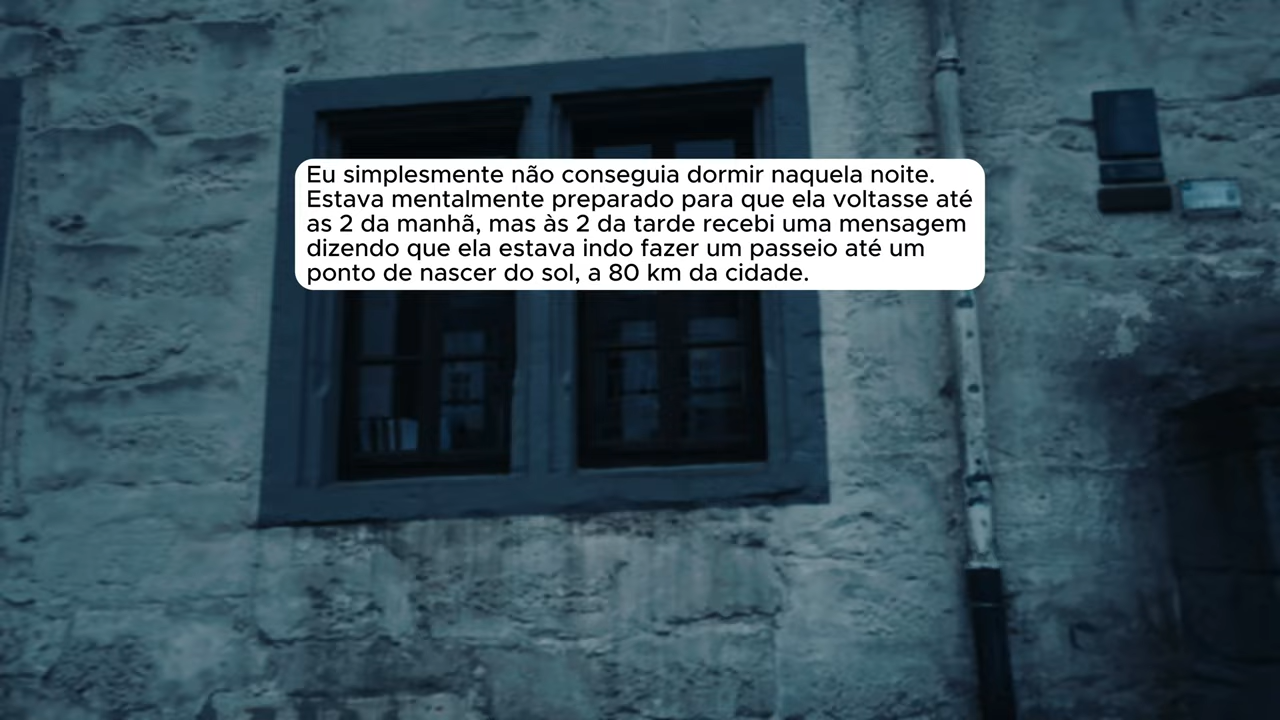 Eu simplesmente não conseguia dormir naquela noite.
Estava mentalmente preparado para que ela voltasse até
as 2 da manhã, mas às 2 da tarde recebi uma mensagem
dizendo que ela estava indo fazer um passeio até um
ponto de nascer do sol, a 80 km da cidade.